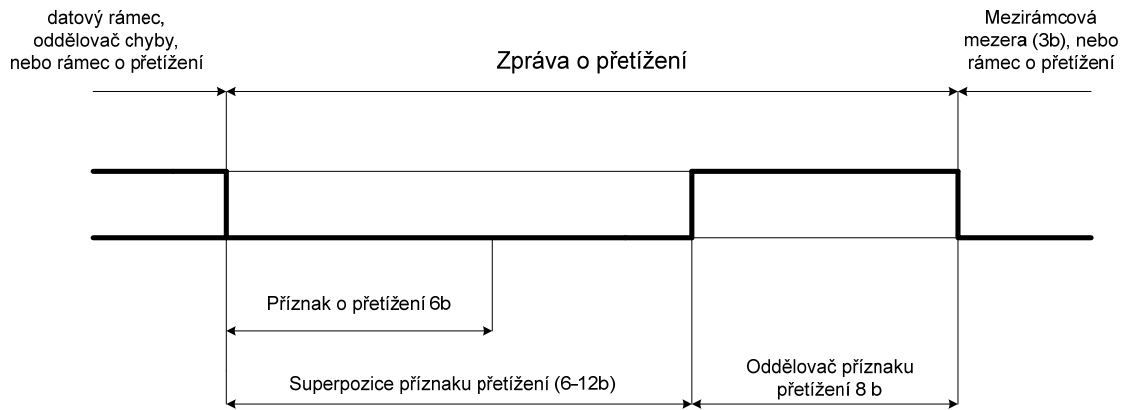 datový rámec,
oddělovač chyby,
nebo rámec o přetížení
Zpráva o přetížení
Mezirámcová
mezera (3b), nebo
rámec o přetížení
Příznak o přetížení 6b
Superpozice příznaku přetížení (6-12b)
Oddělovač příznaku
přetížení 8 b